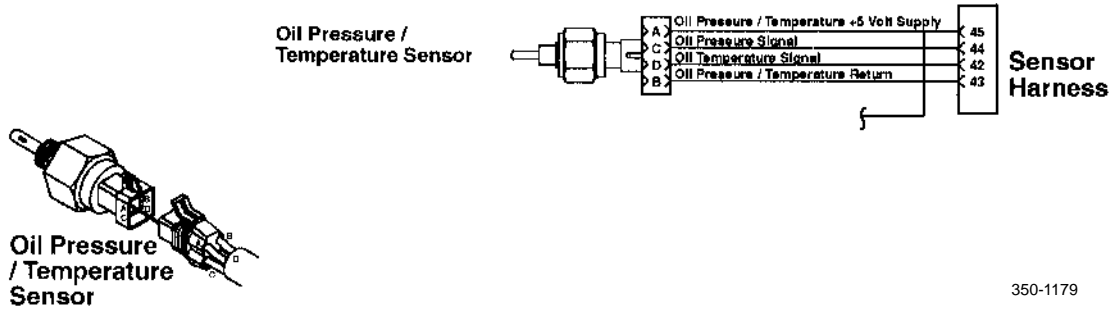 Oil Pressure /
Temperature Sensor
A Oil Pressure / Temperature +5 Volt Supply 45
C Oil Pressure Signal 44
D Oil Temperature Signal 42
B Oil Pressure / Temperature Return 43
Sensor
Harness
Oil Pressure
/ Temperature
Sensor
350-1179